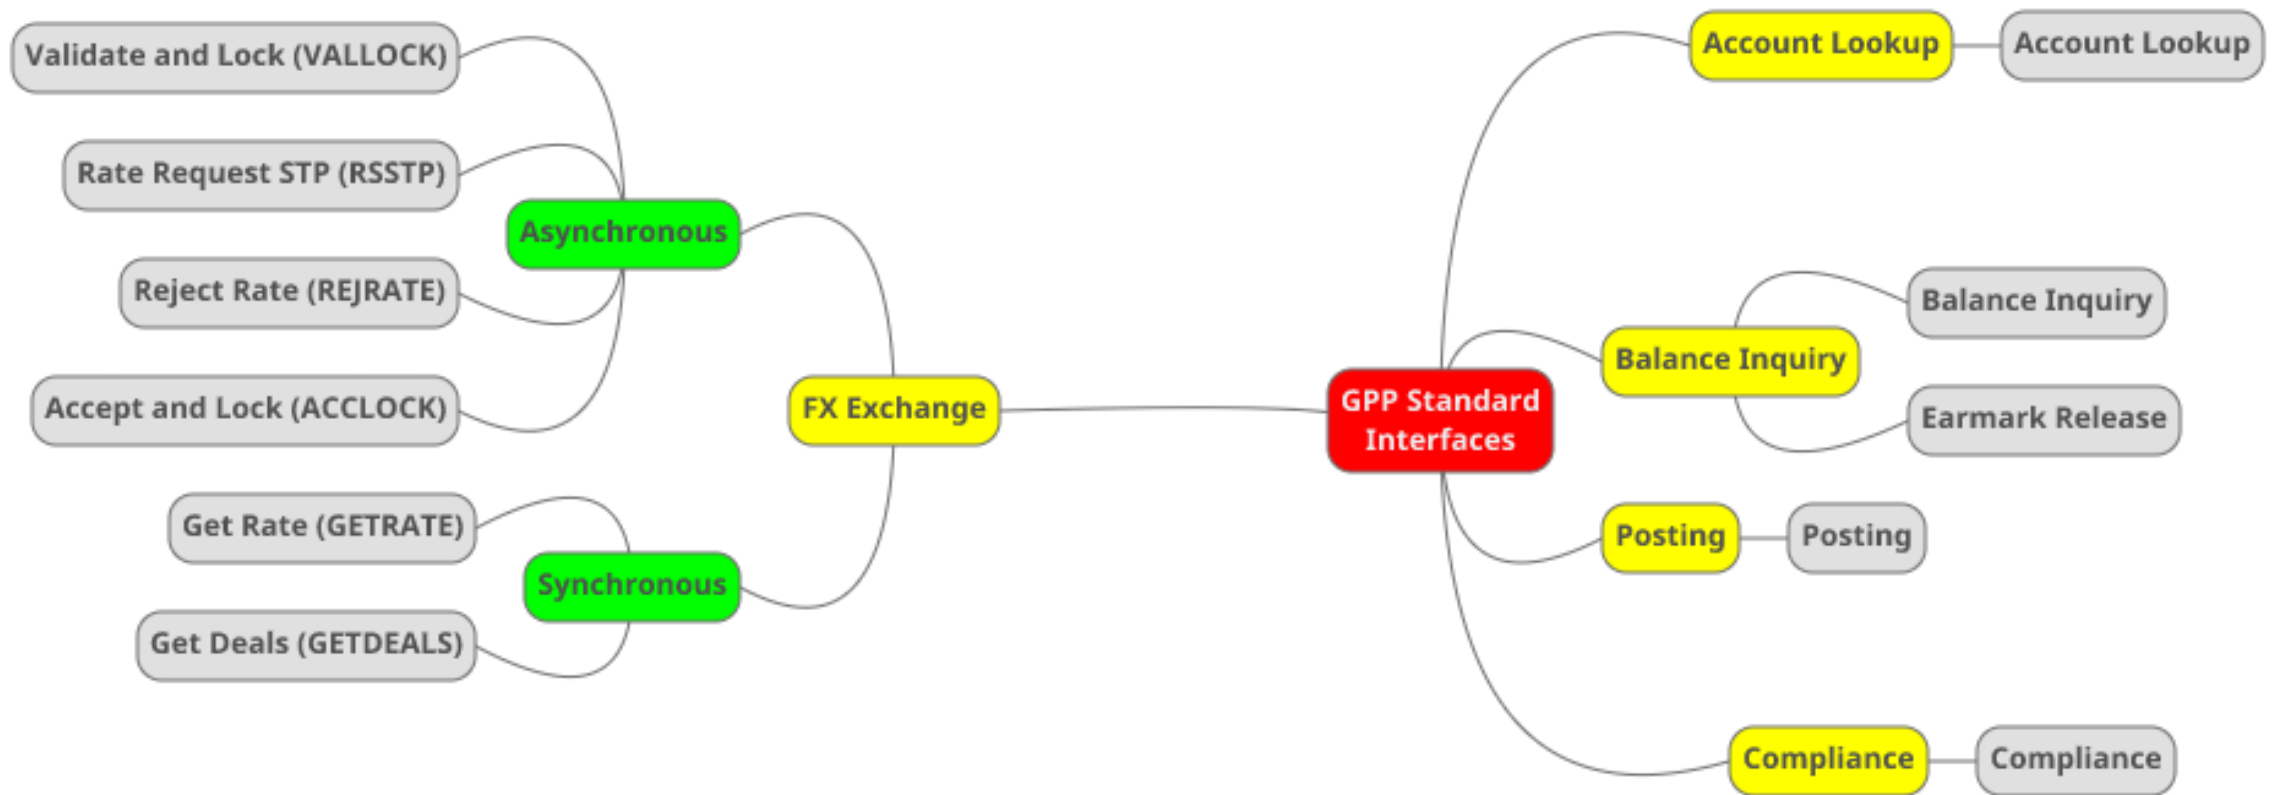 Validate and Lock (VALLOCK)
Rate Request STP (RSSTP)
Reject Rate (REJRATE)
Accept and Lock (ACCLOCK)
Get Rate (GETRATE)
Get Deals (GETDEALS)
Asynchronous
Synchronous
FX Exchange
GPP Standard
Interfaces
Account Lookup
Account Lookup
Balance Inquiry
Balance Inquiry
Earmark Release
Posting
Posting
Compliance
Compliance